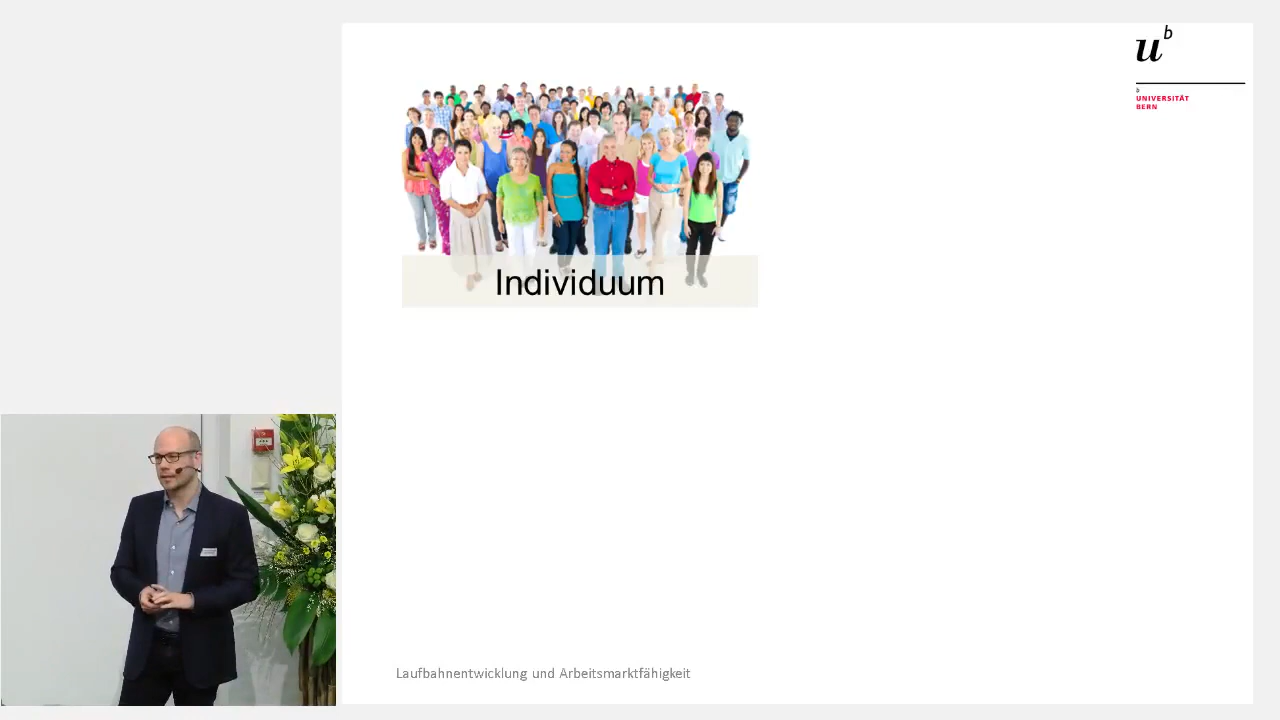 u b
b
UNIVERSITÄT
BERN
Individuum
Laufbahnentwicklung und Arbeitsmarktfähigkeit